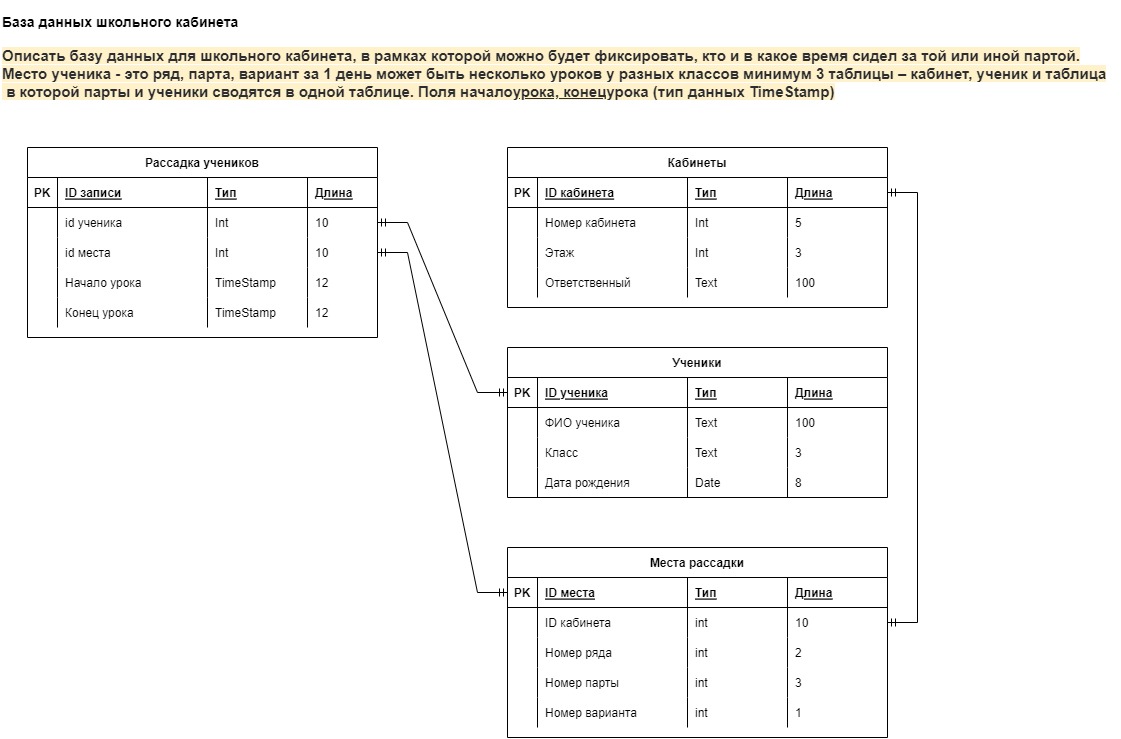 База данных школьного кабинета
Описать базу данных для школьного кабинета, в рамках которой можно будет фиксировать, кто и в какое время сидел за той или иной партой.
Место ученика - это ряд, парта, вариант за 1 день может быть несколько уроков у разных классов минимум 3 таблицы – кабинет, ученик и таблица
в которой парты и ученики сводятся в одной таблице. Поля началоурока, конецурока (тип данных TimeStamp)
Рассадка учеников
PK ID записи Тип Длина
id ученика Int 10
id места Int 10
Начало урока TimeStamp 12
Конец урока TimeStamp 12
Кабинеты
PK ID кабинета Тип Длина
Номер кабинета Int 5
Этаж Int 3
Ответственный Text 100
Ученики
PK ID ученика Тип Длина
ФИО ученика Text 100
Класс Text 3
Дата рождения Date 8
Места рассадки
PK ID места Тип Длина
ID кабинета int 10
Номер ряда int 2
Номер парты int 3
Номер варианта int 1